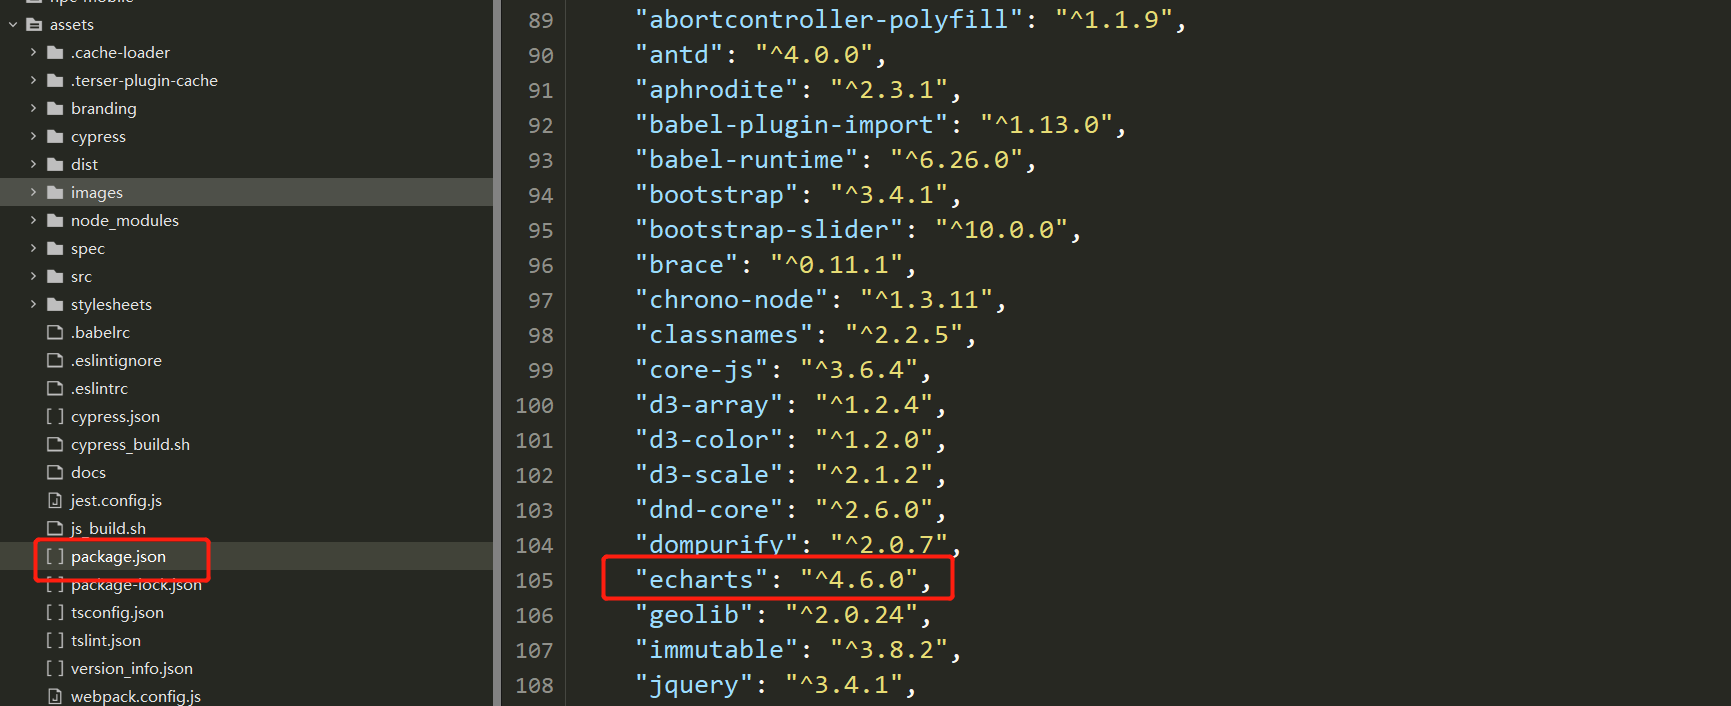 assets
.cache-loader
.terser-plugin-cache
branding
cypress
dist
images
node_modules
spec
src
stylesheets
.babelrc
.eslintignore
.eslintrc
cypress.json
cypress_build.sh
docs
jest.config.js
js_build.sh
package.json
package-lock.json
tsconfig.json
tslint.json
version_info.json
webpack.config.js
89 "abortcontroller-polyfill": "^1.1.9",
90 "antd": "^4.0.0",
91 "aphrodite": "^2.3.1",
92 "babel-plugin-import": "^1.13.0",
93 "babel-runtime": "^6.26.0",
94 "bootstrap": "^3.4.1",
95 "bootstrap-slider": "^10.0.0",
96 "brace": "^0.11.1",
97 "chrono-node": "^1.3.11",
98 "classnames": "^2.2.5",
99 "core-js": "^3.6.4",
100 "d3-array": "^1.2.4",
101 "d3-color": "^1.2.0",
102 "d3-scale": "^2.1.2",
103 "dnd-core": "^2.6.0",
104 "dompurify": "^2.0.7",
105 "echarts": "^4.6.0",
106 "geolib": "^2.0.24",
107 "immutable": "^3.8.2",
108 "jquery": "^3.4.1",